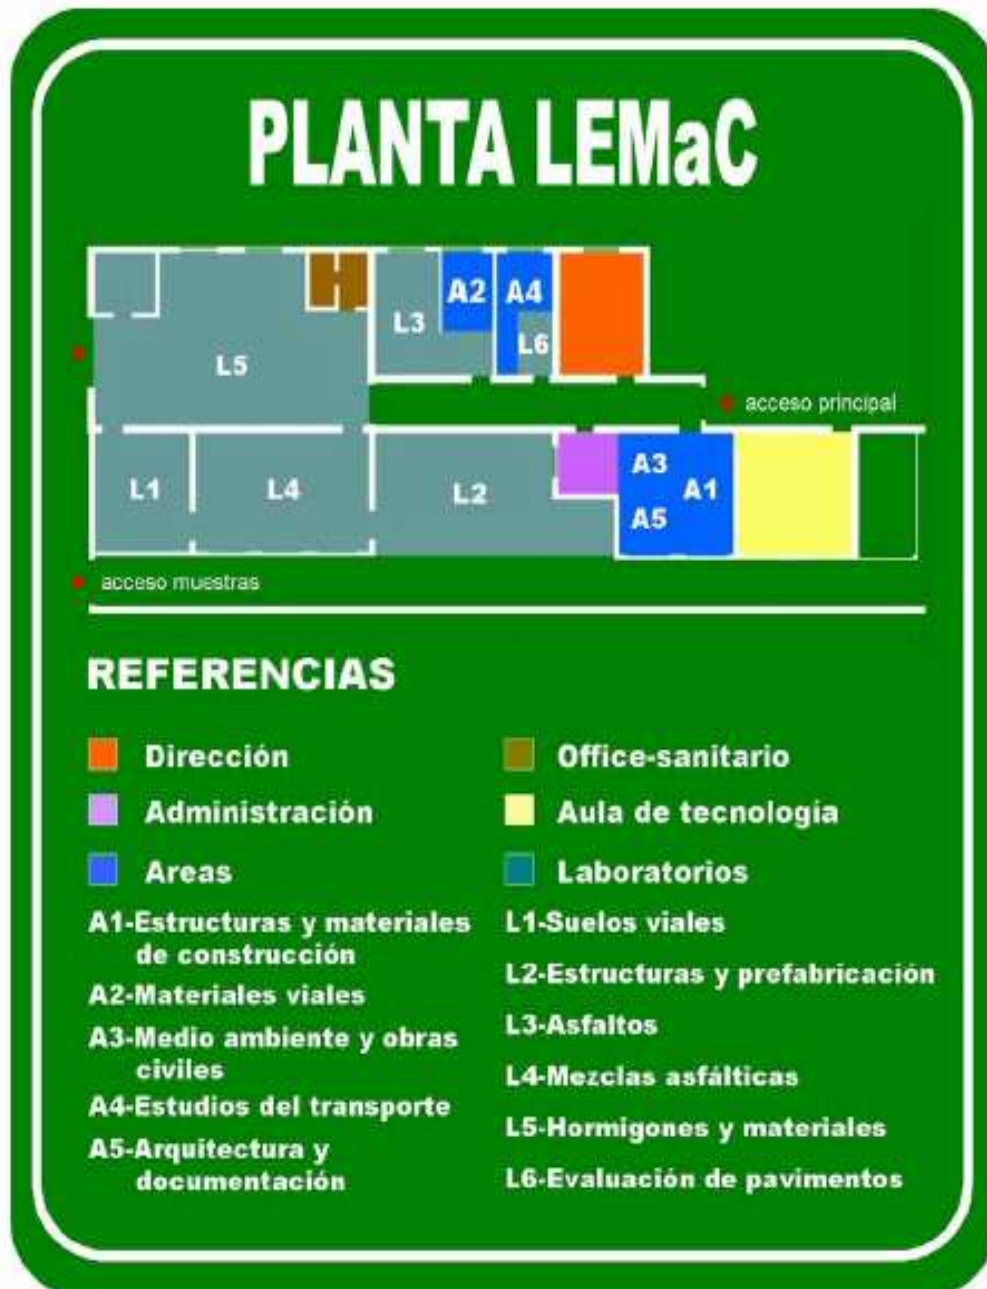 PLANTA LEMaC
A2
A4
L3
L6
L5
acceso principal
A3
L1
L4
L2
A1
A5
acceso muestras
REFERENCIAS
Dirección
Administración
Areas
A1-Estructuras y materiales
de construcción
A2-Materiales viales
A3-Medio ambiente y obras
civiles
A4-Estudios del transporte
A5-Arquitectura y
documentación
Office-sanitario
Aula de tecnología
Laboratorios
L1-Suelos viales
L2-Estructuras y prefabricación
L3-Asfaltos
L4-Mezclas asfálticas
L5-Hormigones y materiales
L6-Evaluación de pavimentos